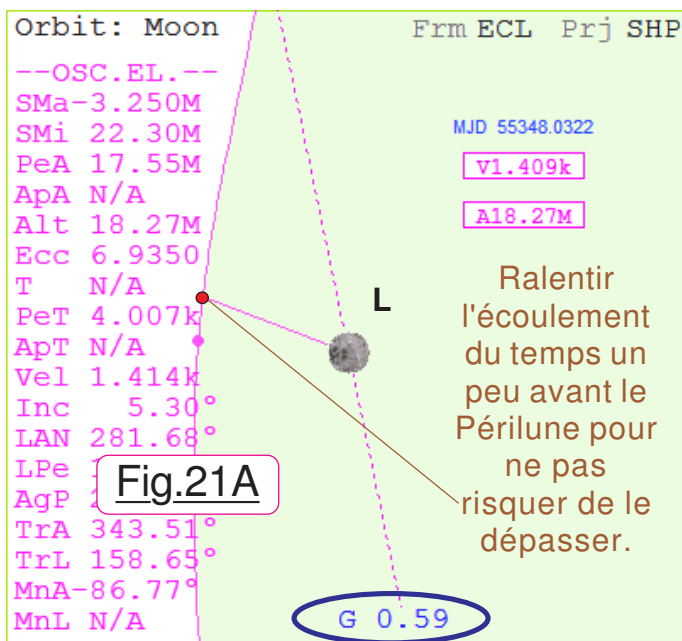 Orbit: Moon
Frm ECL Prj SHP
--OSC.EL.--
SMa-3.250M
SMi 22.30M
PeA 17.55M
ApA N/A
Alt 18.27M
Ecc 6.9350
T N/A
PeT 4.007k
ApT N/A
Vel 1.414k
Inc 5.30°
LAN 281.68°
LPe
AgP
TrA 343.51°
TrL 158.65°
MnA-86.77°
MnL N/A
Fig.21A
MJD 55348.0322
V1.409k
A18.27M
L
Ralentir
l'écoulement
du temps un
peu avant le
Périlune pour
ne pas
risquer de le
dépasser.
G 0.59